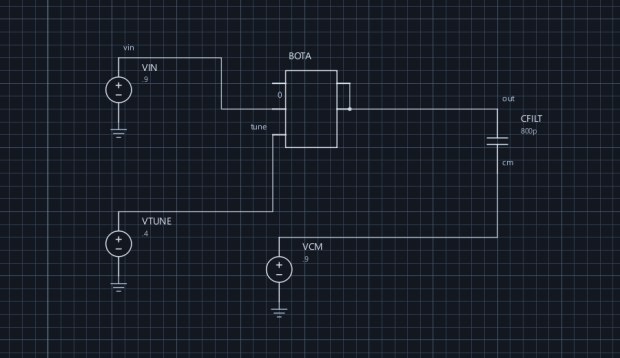 vin
VIN
.9
BOTA
0
tune
out
CFILT
800p
cm
VTUNE
.4
VCM
.9